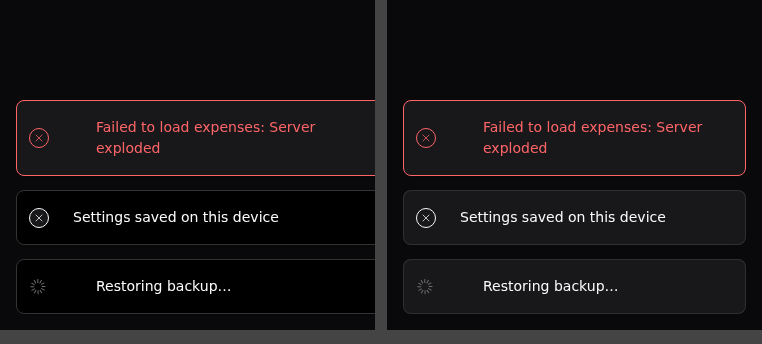 Failed to load expenses: Server
exploded
Settings saved on this device
Restoring backup...
Failed to load expenses: Server
exploded
Settings saved on this device
Restoring backup...